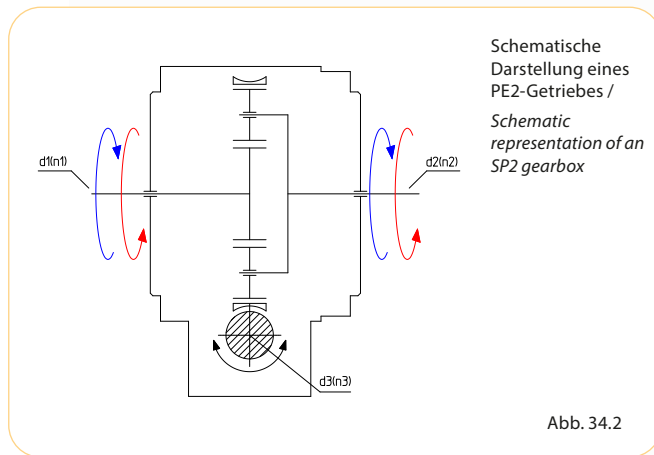 Schematische
Darstellung eines
PE2-Getriebes /
Schematic
representation of an
SP2 gearbox
d1(n1)
d2(n2)
d3(n3)
Abb. 34.2